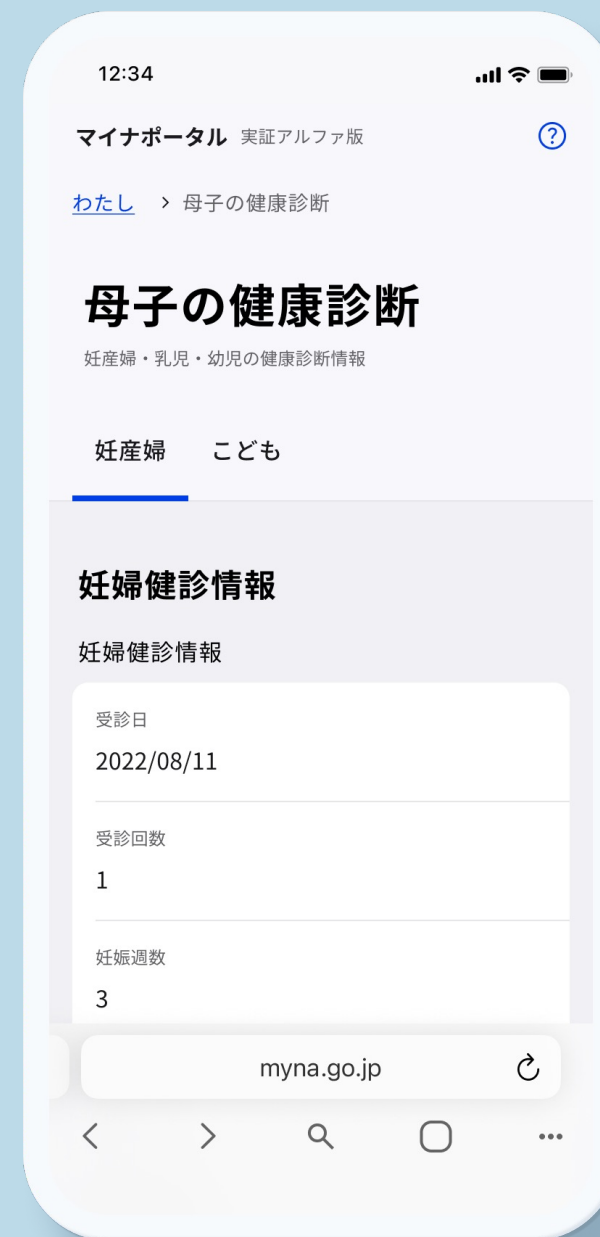 12:34
マイナポータル 実証アルファ版
わたし > 母子の健康診断
母子の健康診断
妊産婦・乳児・幼児の健康診断情報
妊産婦 こども
妊婦健診情報
妊婦健診情報
受診日
2022/08/11
受診回数
1
妊娠週数
3
myna.go.jp